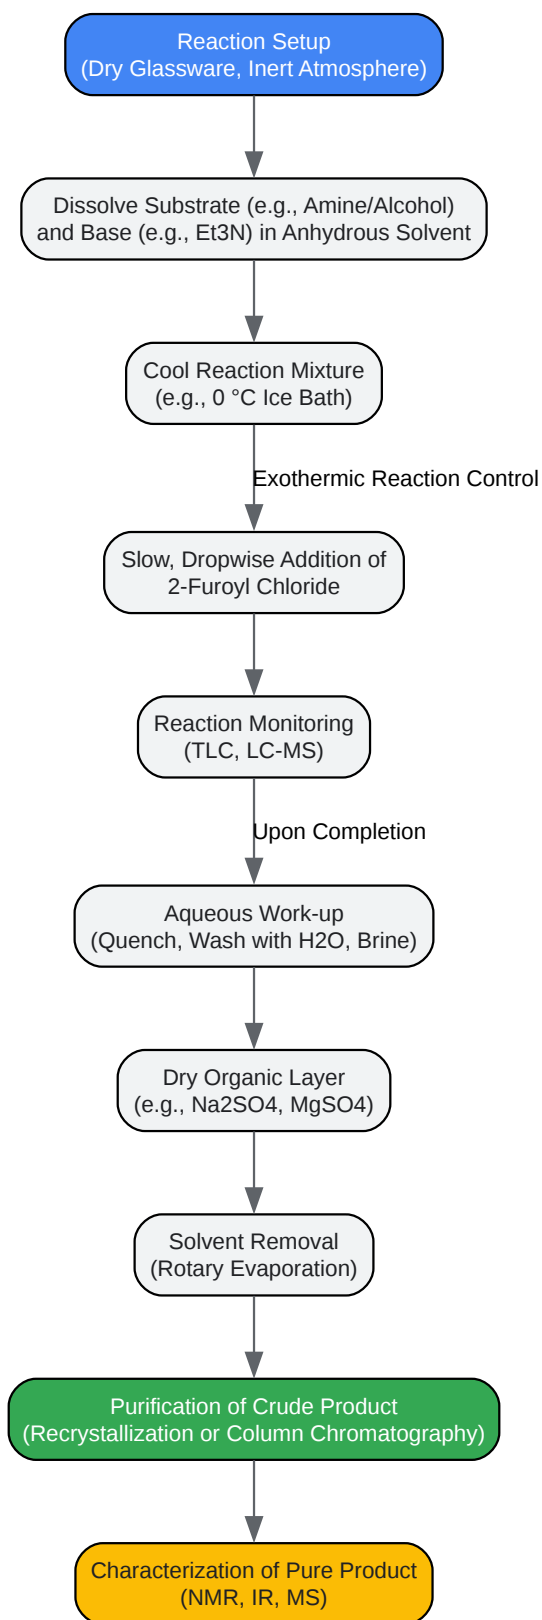 Reaction Setup
(Dry Glassware, Inert Atmosphere)
Dissolve Substrate (e.g., Amine/Alcohol)
and Base (e.g., Et3N) in Anhydrous Solvent
Cool Reaction Mixture
(e.g., 0 °C Ice Bath)
Exothermic Reaction Control
Slow, Dropwise Addition of
2-Furoyl Chloride
Reaction Monitoring
(TLC, LC-MS)
Upon Completion
Aqueous Work-up
(Quench, Wash with H2O, Brine)
Dry Organic Layer
(e.g., Na2SO4, MgSO4)
Solvent Removal
(Rotary Evaporation)
Purification of Crude Product
(Recrystallization or Column Chromatography)
Characterization of Pure Product
(NMR, IR, MS)